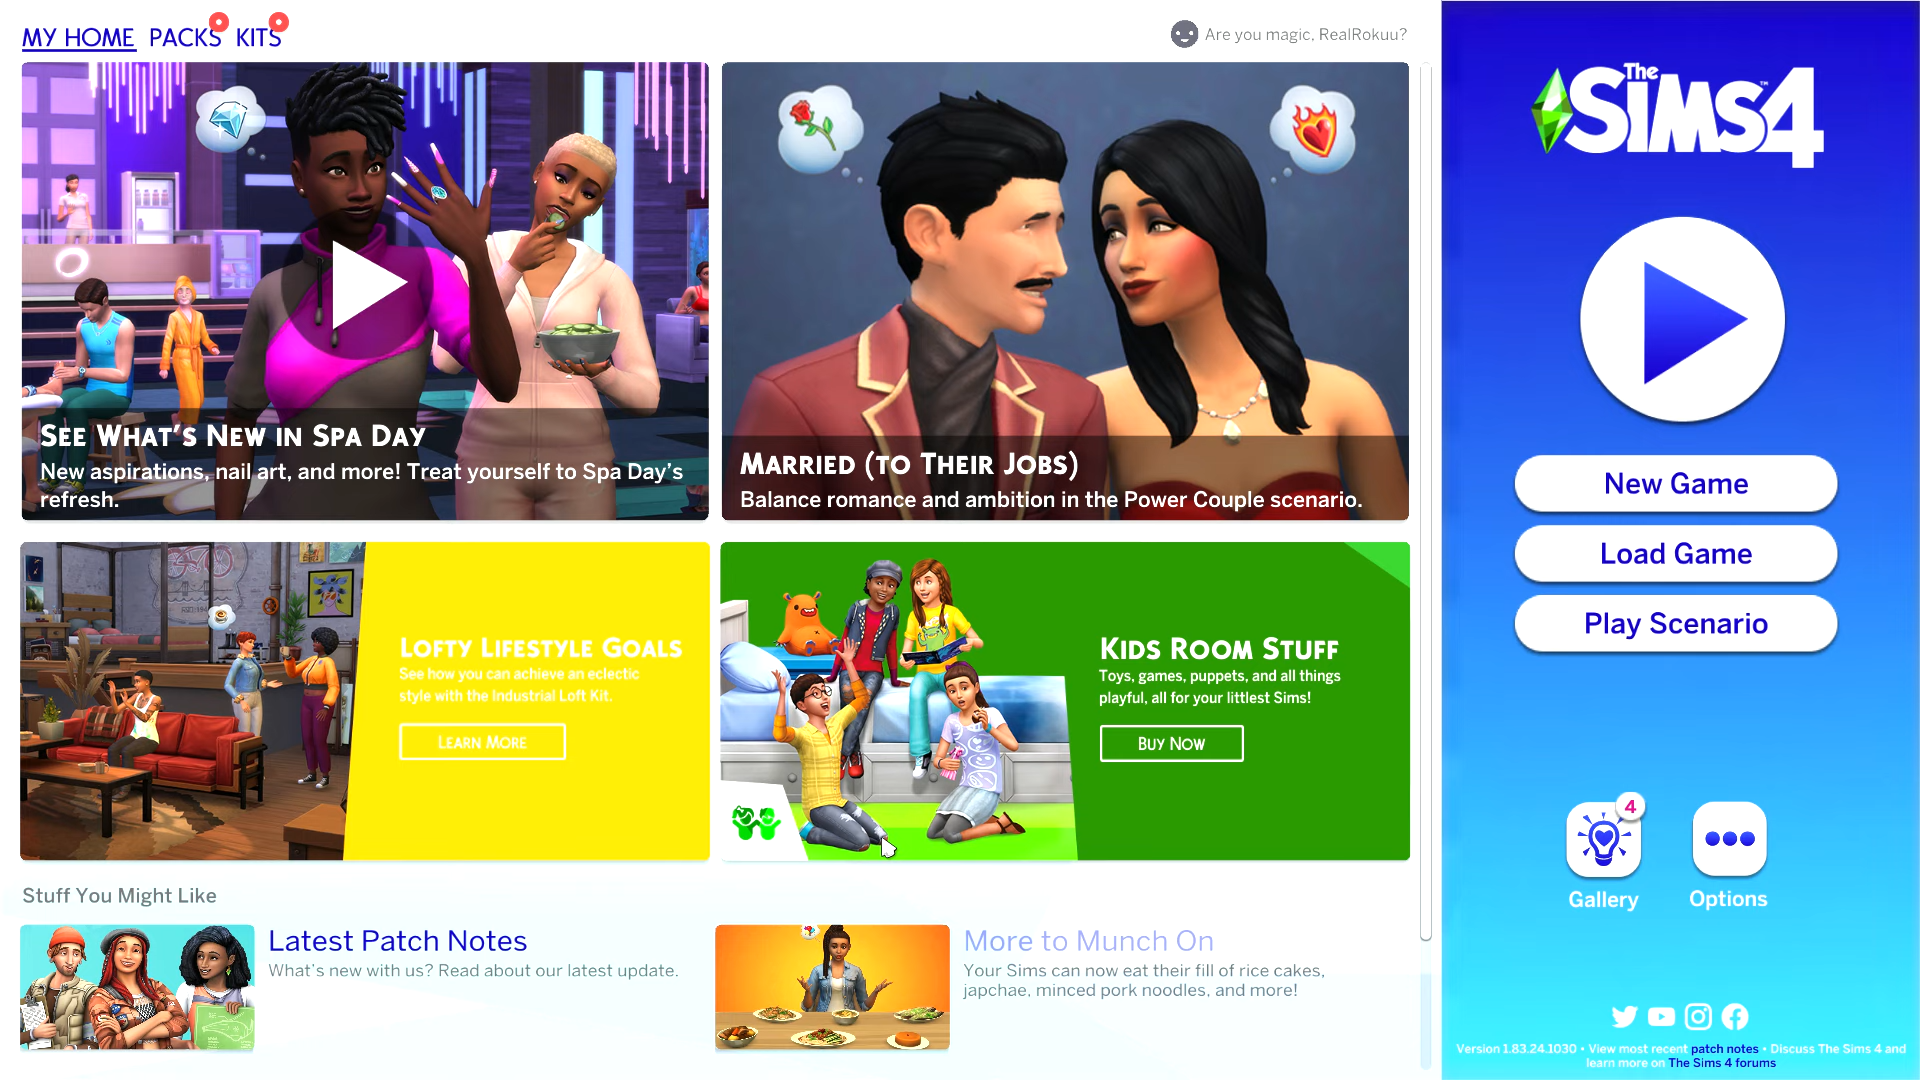 MY HOME PACKS KITS
Are you magic, RealRokuu?
SEE WHAT'S NEW IN SPA DAY
New aspirations, nail art, and more! Treat yourself to Spa Day's
refresh.
MARRIED (TO THEIR JOBS)
Balance romance and ambition in the Power Couple scenario.
LOFTY LIFESTYLE GOALS
See how you can achieve an eclectic
style with the Industrial Loft Kit.
LEARN MORE
KIDS ROOM STUFF
Toys, games, puppets, and all things
playful, all for your littlest Sims!
BUY NOW
Stuff You Might Like
Latest Patch Notes
What's new with us? Read about our latest update.
More to Munch On
Your Sims can now eat their fill of rice cakes,
japchae, minced pork noodles, and more!
The
SiMS4
™
New Game
Load Game
Play Scenario
4
Gallery
Options
Version 1.83.24.1030 • View most recent patch notes • Discuss The Sims 4 and
learn more on The Sims 4 forums